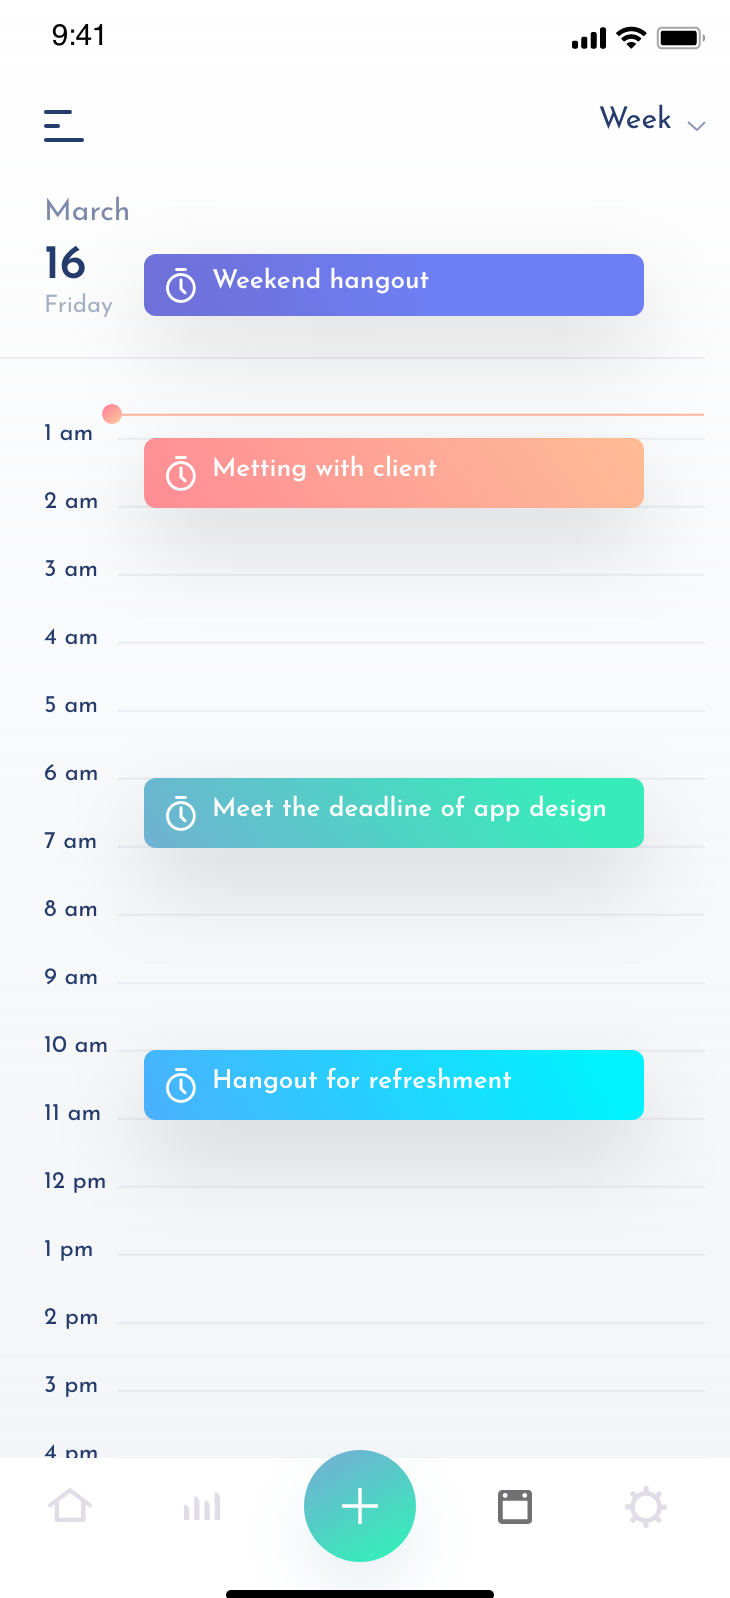 9:41
Week
March
16
Friday
Weekend hangout
1 am
Metting with client
2 am
3 am
4 am
5 am
6 am
Meet the deadline of app design
7 am
8 am
9 am
10 am
Hangout for refreshment
11 am
12 pm
1 pm
2 pm
3 pm
4 pm